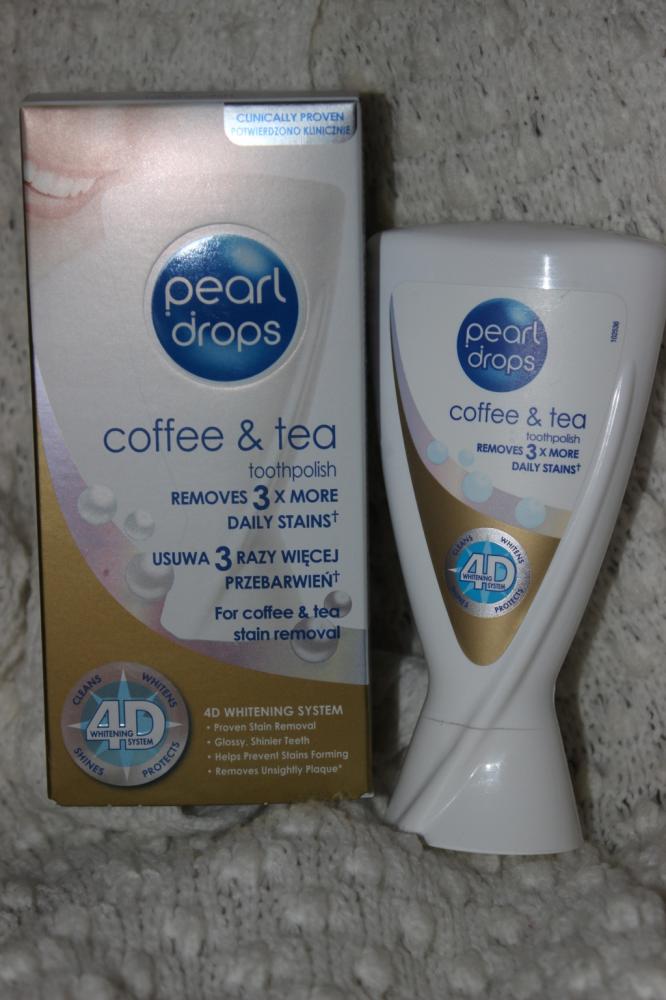 CLINICALLY PROVEN
POTWIERDZONO KLINICZNIE
pearl
drops
coffee & tea
toothpolish
REMOVES 3 X MORE
DAILY STAINS†
USUWA 3 RAZY WIĘCEJ
PRZEBARWIEŃ†
For coffee & tea
stain removal
CLEANS WHITENS
4D
WHITENING SYSTEM
SHINES PROTECTS
4D WHITENING SYSTEM
• Proven Stain Removal
• Glossy, Shinier Teeth
• Helps Prevent Stains Forming
• Removes Unsightly Plaque*
pearl
drops
102536
coffee & tea
toothpolish
REMOVES 3 X MORE
DAILY STAINS†
CLEANS WHITENS
4D
WHITENING SYSTEM
SHINES PROTECTS